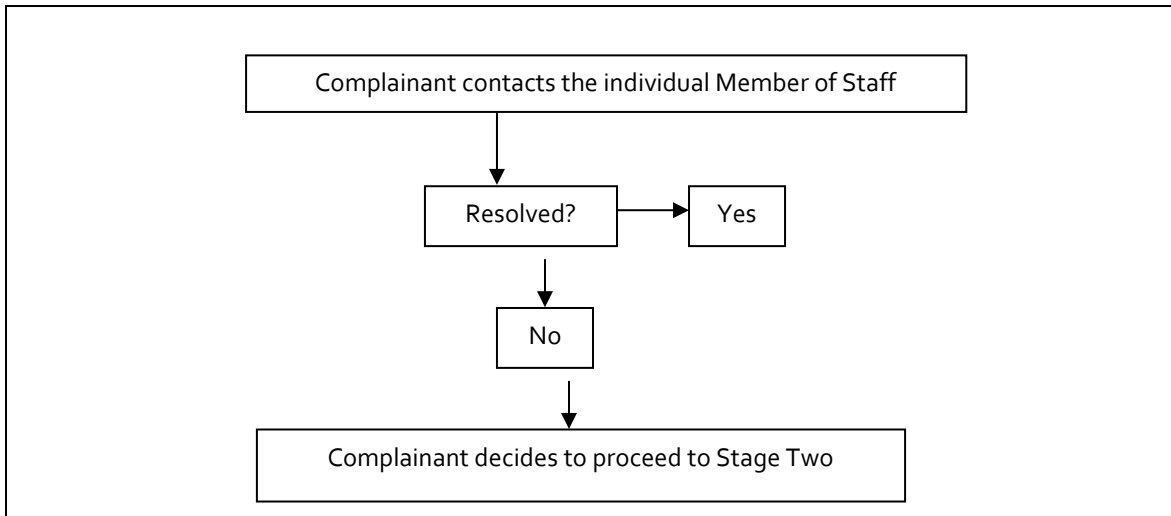 Complainant contacts the individual Member of Staff
Resolved?
Yes
No
Complainant decides to proceed to Stage Two